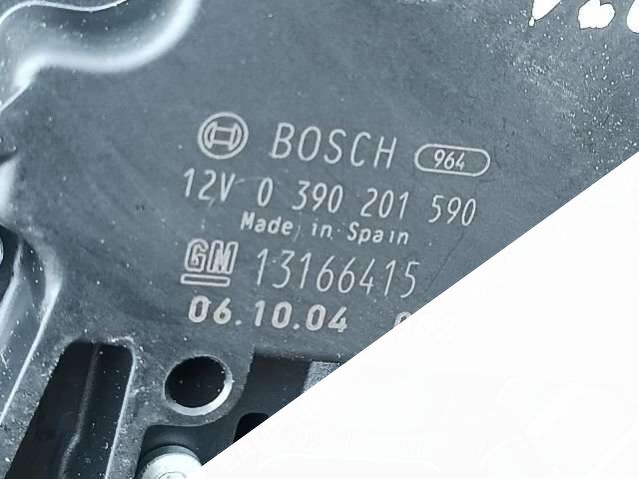 BOSCH 964
12V 0 390 201 590
Made in Spain
GM 13166415
06.10.04